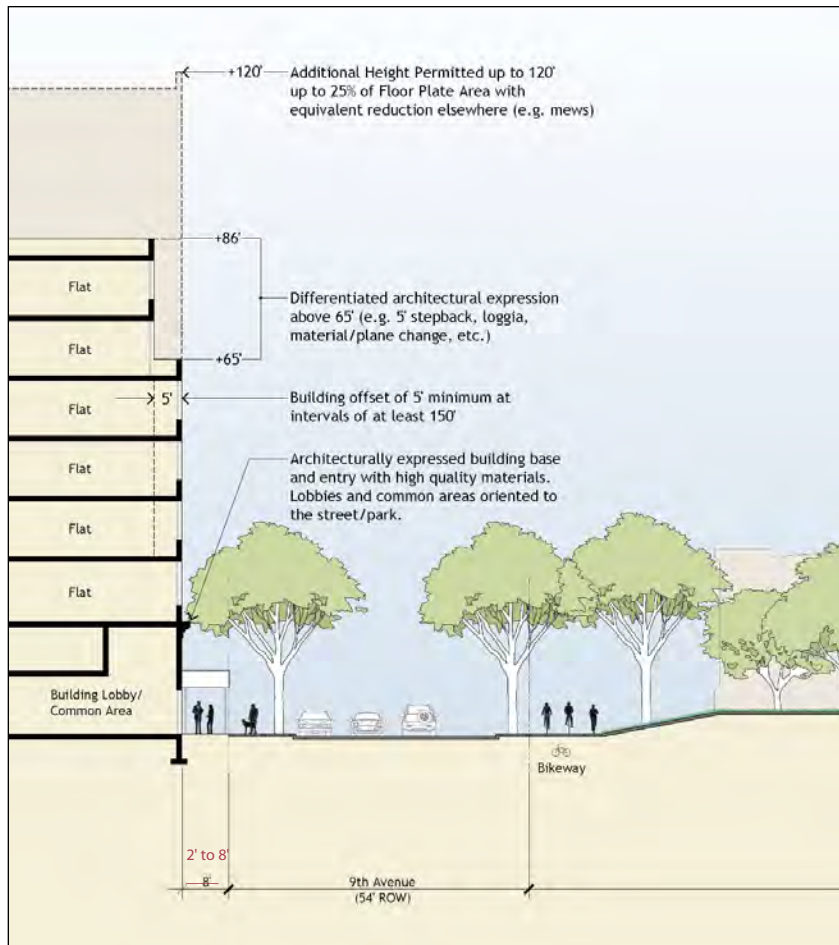 +120'
Additional Height Permitted up to 120'
up to 25% of Floor Plate Area with
equivalent reduction elsewhere (e.g. mews)
+86'
Flat
Differentiated architectural expression
above 65' (e.g. 5' stepback, loggia,
material/plane change, etc.)
Flat
+65'
5'
Building offset of 5' minimum at
intervals of at least 150'
Flat
Architecturally expressed building base
and entry with high quality materials.
Lobbies and common areas oriented to
the street/park.
Flat
Flat
Flat
Building Lobby/
Common Area
Bikeway
2' to 8'
8'
9th Avenue
(54' ROW)